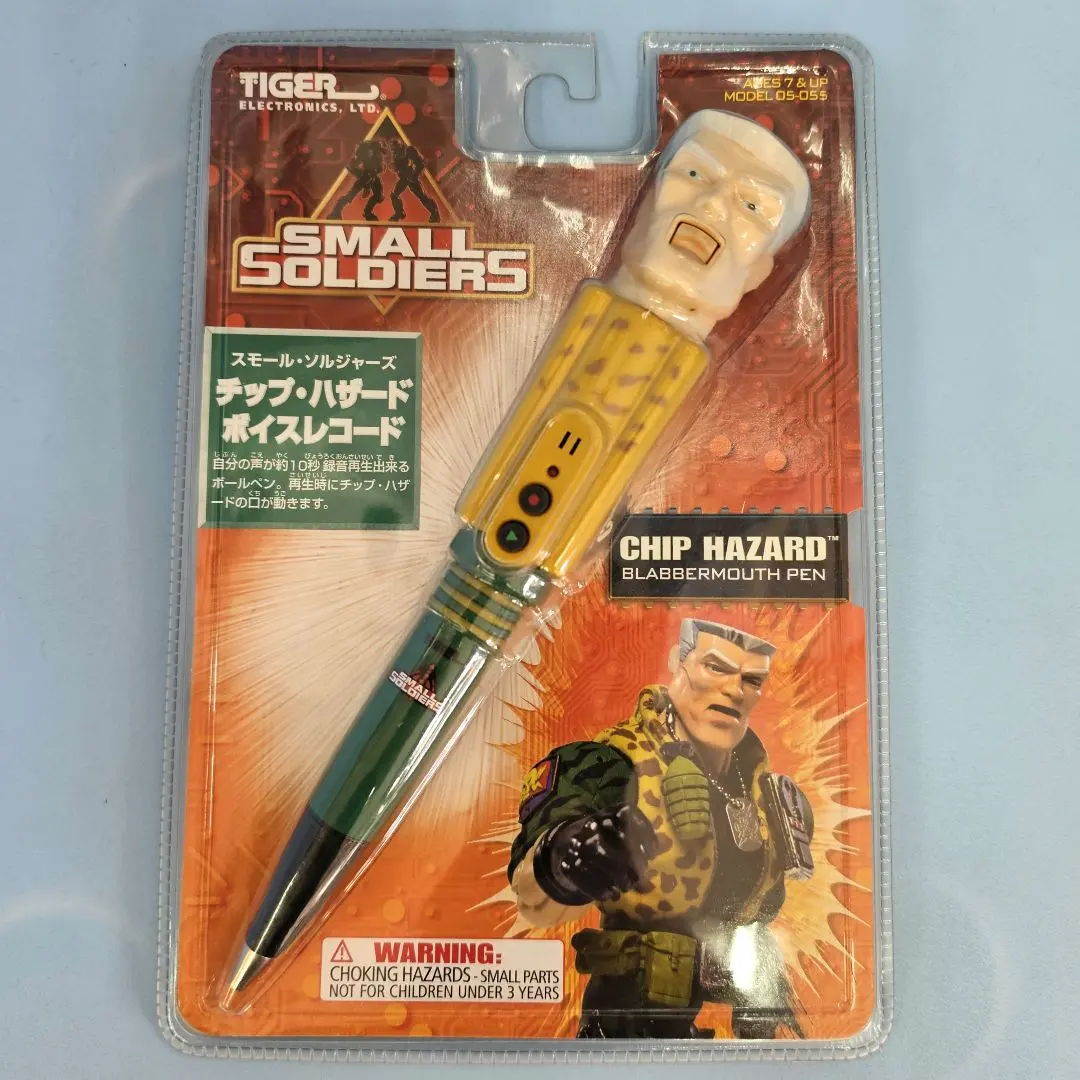 TIGER®
ELECTRONICS, LTD.
AGES 7 & UP
MODEL 05-055
SMALL
SOLDIERS
スモール・ソルジャーズ
チップ・ハザード
ボイスレコード
自分の声が約10秒 録音再生出来る
ボールペン。再生時にチップ・ハザ
ードの口が動きます。
CHIP HAZARD™
BLABBERMOUTH PEN
SMALL
SOLDIERS
WARNING:
CHOKING HAZARDS - SMALL PARTS
NOT FOR CHILDREN UNDER 3 YEARS